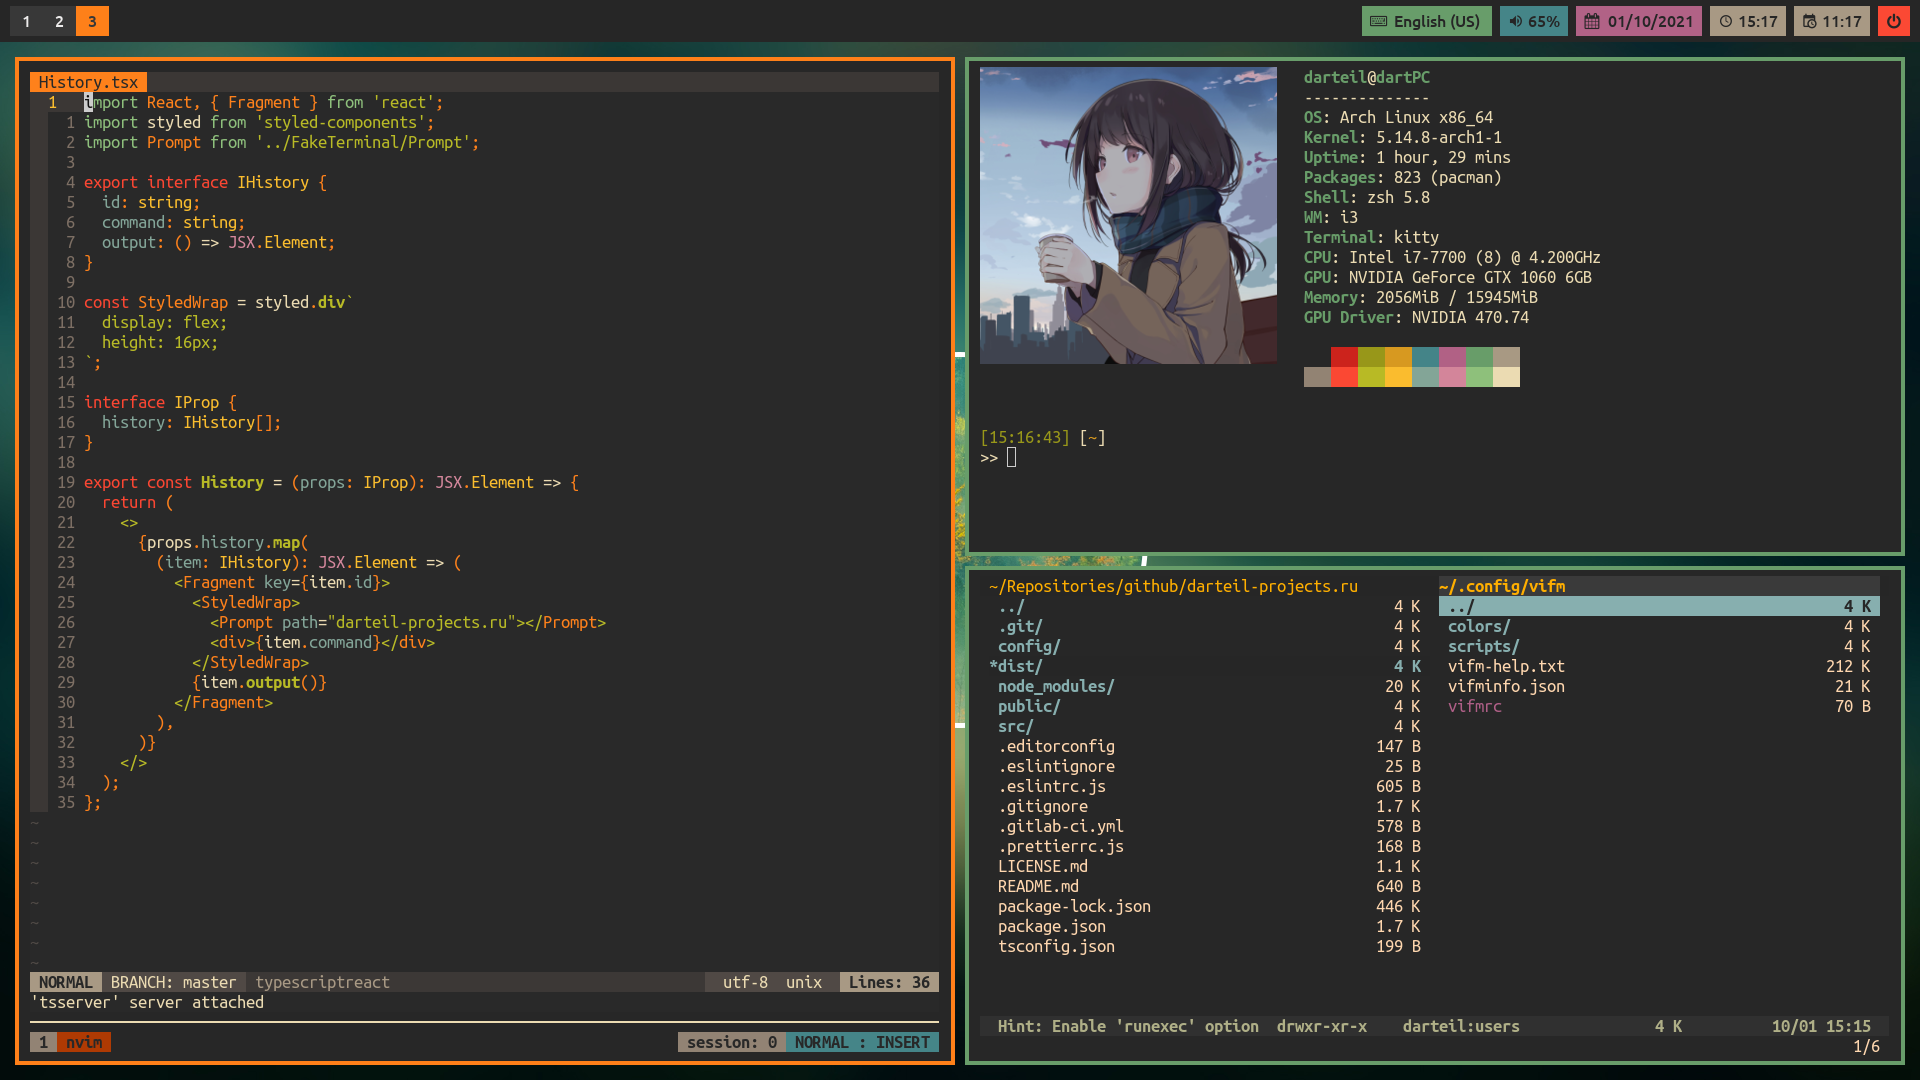 1 2 3
English (US) 65% 01/10/2021 15:17 11:17
History.tsx
1 import React, { Fragment } from 'react';
1 import styled from 'styled-components';
2 import Prompt from '../FakeTerminal/Prompt';
3
4 export interface IHistory {
5 id: string;
6 command: string;
7 output: () => JSX.Element;
8 }
9
10 const StyledWrap = styled.div`
11 display: flex;
12 height: 16px;
13 `;
14
15 interface IProp {
16 history: IHistory[];
17 }
18
19 export const History = (props: IProp): JSX.Element => {
20 return (
21 <>
22 {props.history.map(
23 (item: IHistory): JSX.Element => (
24 <Fragment key={item.id}>
25 <StyledWrap>
26 <Prompt path="darteil-projects.ru"></Prompt>
27 <div>{item.command}</div>
28 </StyledWrap>
29 {item.output()}
30 </Fragment>
31 ),
32 )}
33 </>
34 );
35 };
~
~
~
~
~
~
~
~
NORMAL BRANCH: master typescriptreact utf-8 unix Lines: 36
'tsserver' server attached
1 nvim session: 0 NORMAL : INSERT
darteil@dartPC
--------------
OS: Arch Linux x86_64
Kernel: 5.14.8-arch1-1
Uptime: 1 hour, 29 mins
Packages: 823 (pacman)
Shell: zsh 5.8
WM: i3
Terminal: kitty
CPU: Intel i7-7700 (8) @ 4.200GHz
GPU: NVIDIA GeForce GTX 1060 6GB
Memory: 2056MiB / 15945MiB
GPU Driver: NVIDIA 470.74
[15:16:43] [~]
>>
~/Repositories/github/darteil-projects.ru
../ 4 K
.git/ 4 K
config/ 4 K
*dist/ 4 K
node_modules/ 20 K
public/ 4 K
src/ 4 K
.editorconfig 147 B
.eslintignore 25 B
.eslintrc.js 605 B
.gitignore 1.7 K
.gitlab-ci.yml 578 B
.prettierrc.js 168 B
LICENSE.md 1.1 K
README.md 640 B
package-lock.json 446 K
package.json 1.7 K
tsconfig.json 199 B
~/.config/vifm
../ 4 K
colors/ 4 K
scripts/ 4 K
vifm-help.txt 212 K
vifminfo.json 21 K
vifmrc 70 B
Hint: Enable 'runexec' option drwxr-xr-x darteil:users 4 K 10/01 15:15
1/6